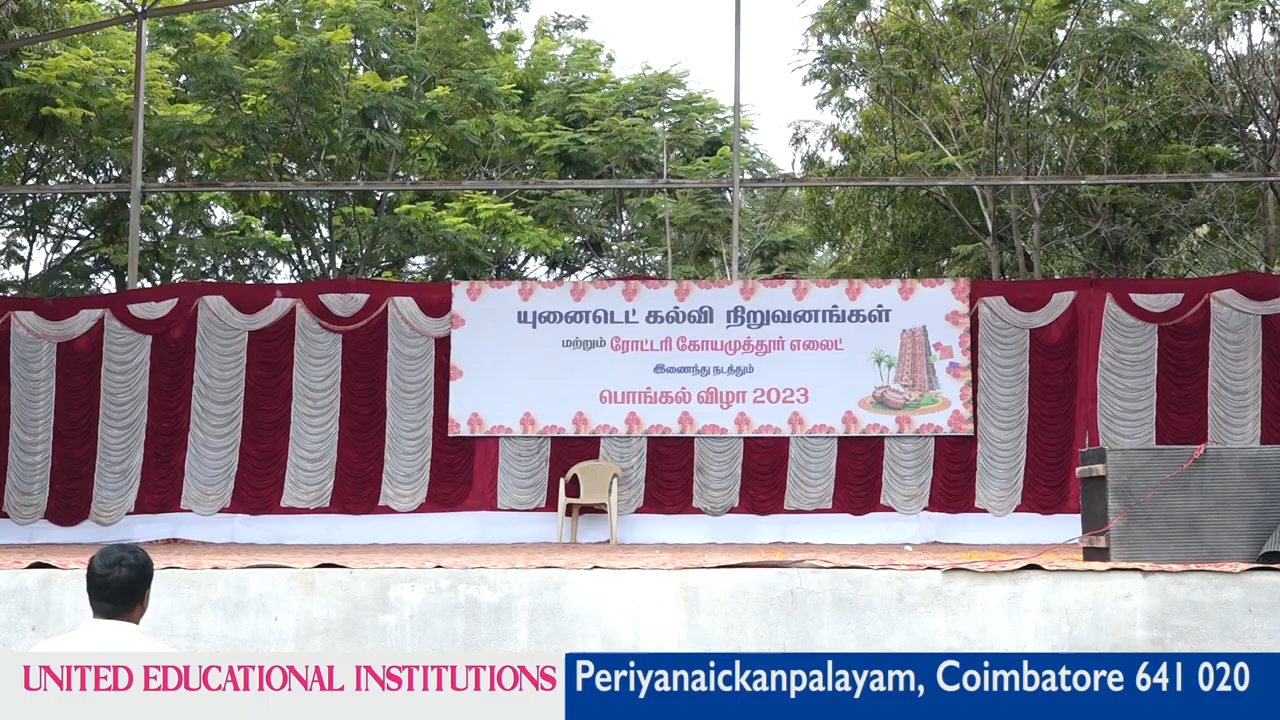 யுனைடெட் கல்வி நிறுவனங்கள்
மற்றும் ரோட்டரி கோயமுத்தூர் எலைட்
இணைந்து நடத்தும்
பொங்கல் விழா 2023
UNITED EDUCATIONAL INSTITUTIONS Periyanaickanpalayam, Coimbatore 641 020